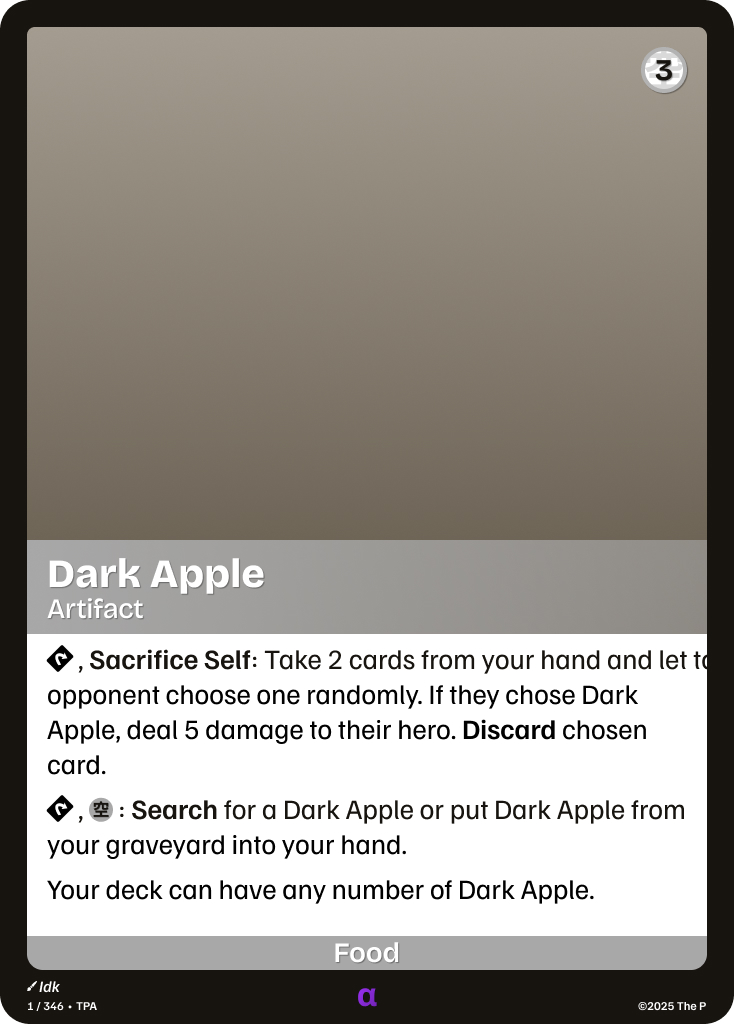 3
Dark Apple
Artifact
, Sacrifice Self: Take 2 cards from your hand and let
opponent choose one randomly. If they chose Dark
Apple, deal 5 damage to their hero. Discard chosen
card.
, 空 : Search for a Dark Apple or put Dark Apple from
your graveyard into your hand.
Your deck can have any number of Dark Apple.
Food
Idk
1 / 346 • TPA
α
©2025 The P